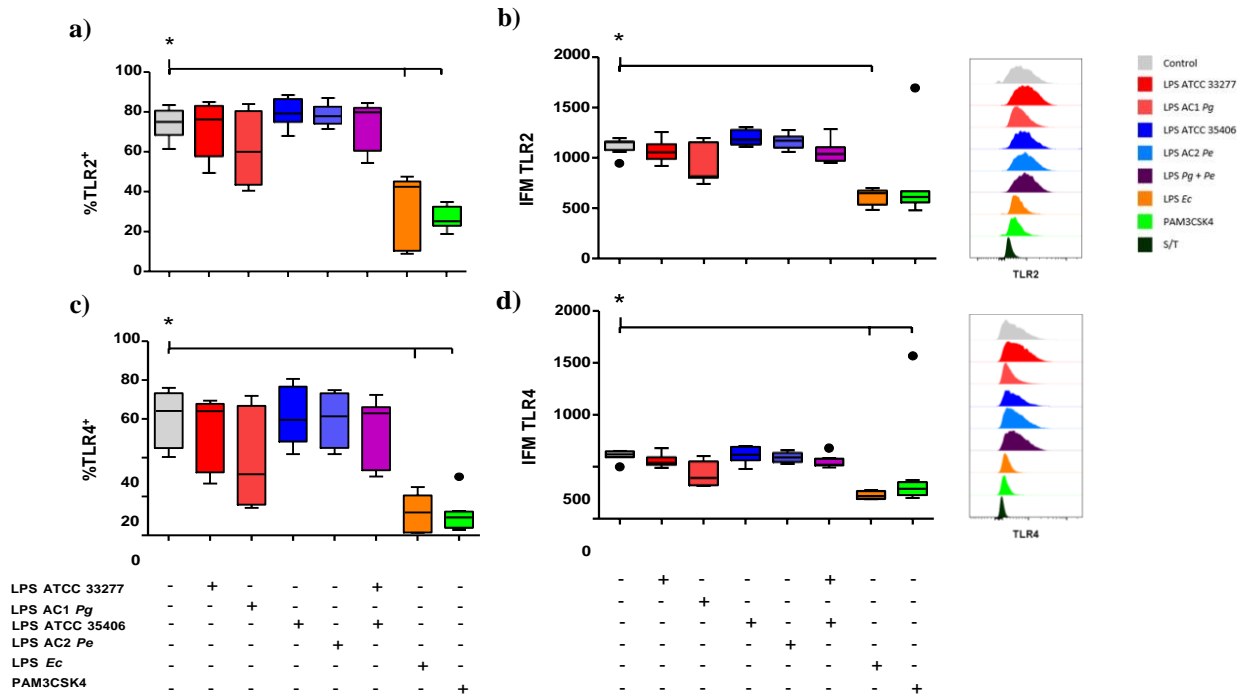 a)
*
%TLR2⁺
100
80
60
40
20
0
b)
*
IFM TLR2
2000
1500
1000
500
0
TLR2
Control
LPS ATCC 33277
LPS AC1 Pg
LPS ATCC 35406
LPS AC2 Pe
LPS Pg + Pe
LPS Ec
PAM3CSK4
S/T
c)
*
%TLR4⁺
100
80
60
40
20
0
d)
*
IFM TLR4
2000
1500
1000
500
0
TLR4
LPS ATCC 33277 - + - - - + - - - + - - - + - -
LPS AC1 Pg - - + - - - - - - - + - - - - -
LPS ATCC 35406 - - - + - + - - - - - + - + - -
LPS AC2 Pe - - - - + - - - - - - - + - - -
LPS Ec - - - - - - + - - - - - - - + -
PAM3CSK4 - - - - - - - + - - - - - - - +